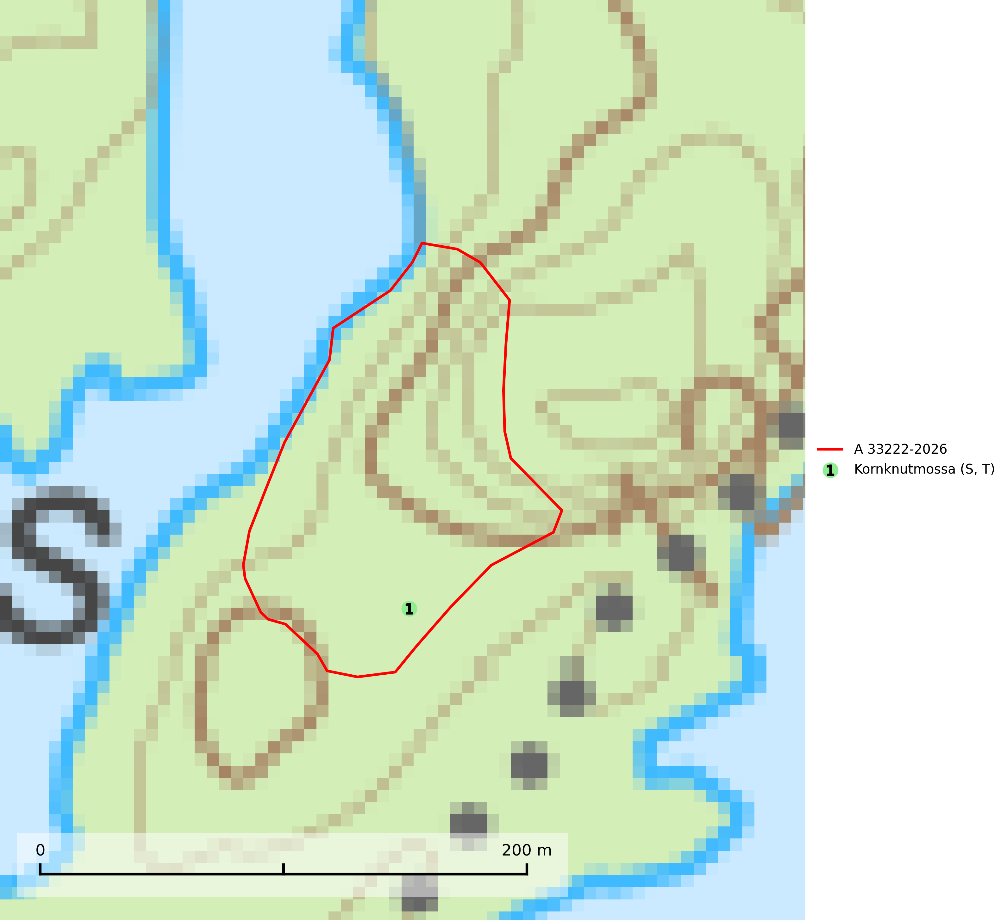 A 33222-2026
1 Kornknutmossa (S, T)
1
S
0 200 m